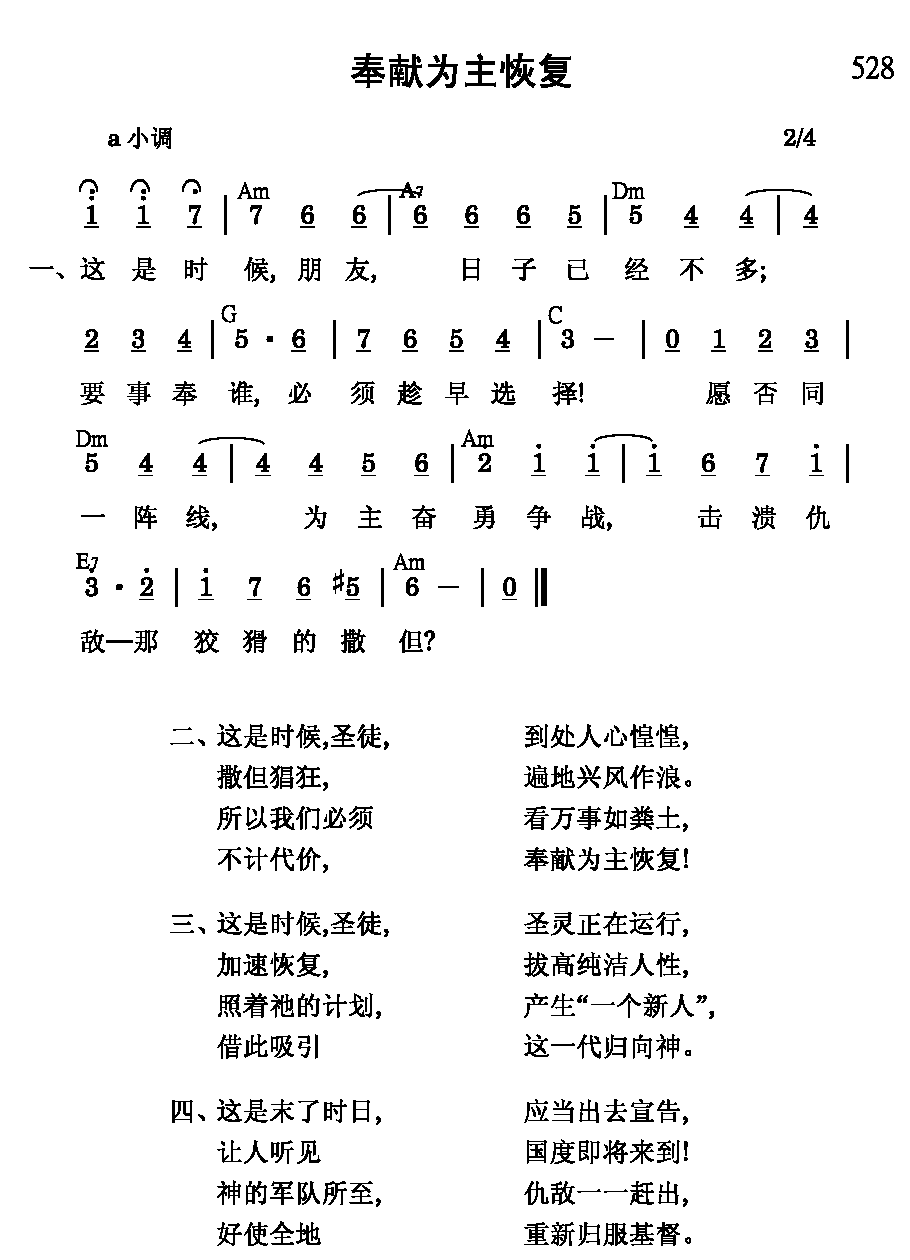 奉献为主恢复 528
a 小调 2/4
Am A7 Dm
1 1 7 | 7 6 6 | 6 6 6 5 | 5 4 4 | 4
一、这 是 时 候, 朋 友, 日 子 已 经 不 多;
G C
2 3 4 | 5 · 6 | 7 6 5 4 | 3 — | 0 1 2 3 |
要 事 奉 谁, 必 须 趁 早 选 择! 愿 否 同
Dm Am
5 4 4 | 4 4 5 6 | 2 1 1 | 1 6 7 1 |
一 阵 线, 为 主 奋 勇 争 战, 击 溃 仇
E7 Am
3 · 2 | 1 7 6 #5 | 6 — | 0 ‖
敌—那 狡 猾 的 撒 但?
二、这是时候,圣徒, 到处人心惶惶,
撒但猖狂, 遍地兴风作浪。
所以我们必须 看万事如粪土,
不计代价, 奉献为主恢复!
三、这是时候,圣徒, 圣灵正在运行,
加速恢复, 拔高纯洁人性,
照着祂的计划, 产生“一个新人”,
借此吸引 这一代归向神。
四、这是末了时日, 应当出去宣告,
让人听见 国度即将来到!
神的军队所至, 仇敌一一赶出,
好使全地 重新归服基督。